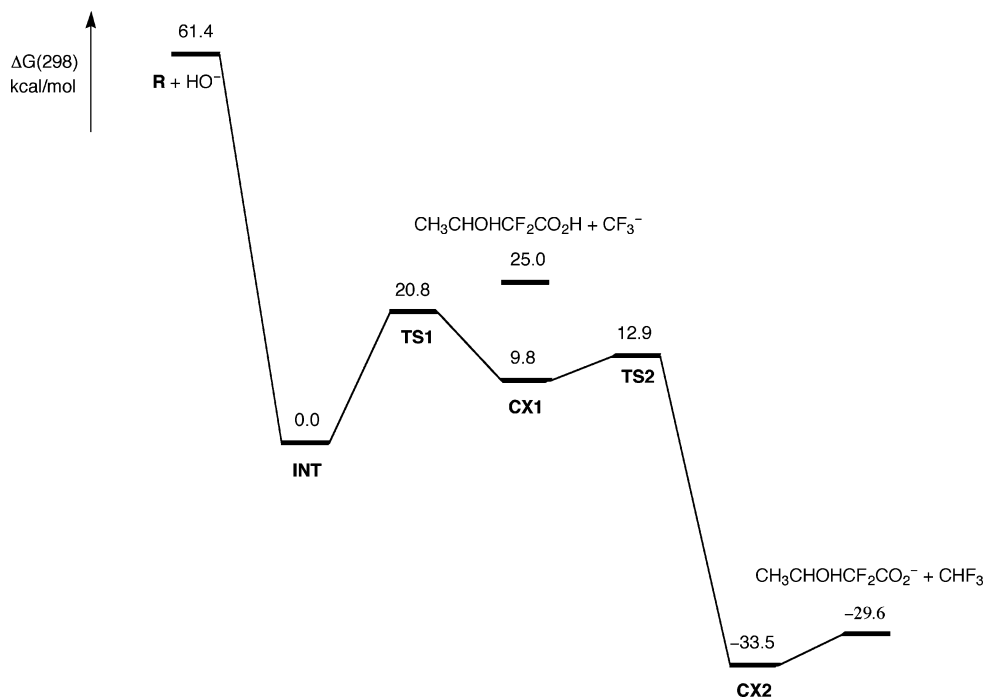 61.4
ΔG(298)
kcal/mol
R + HO⁻
CH₃CHOHCF₂CO₂H + CF₃⁻
25.0
20.8
TS1
12.9
9.8
TS2
CX1
0.0
INT
CH₃CHOHCF₂CO₂⁻ + CHF₃
−29.6
−33.5
CX2